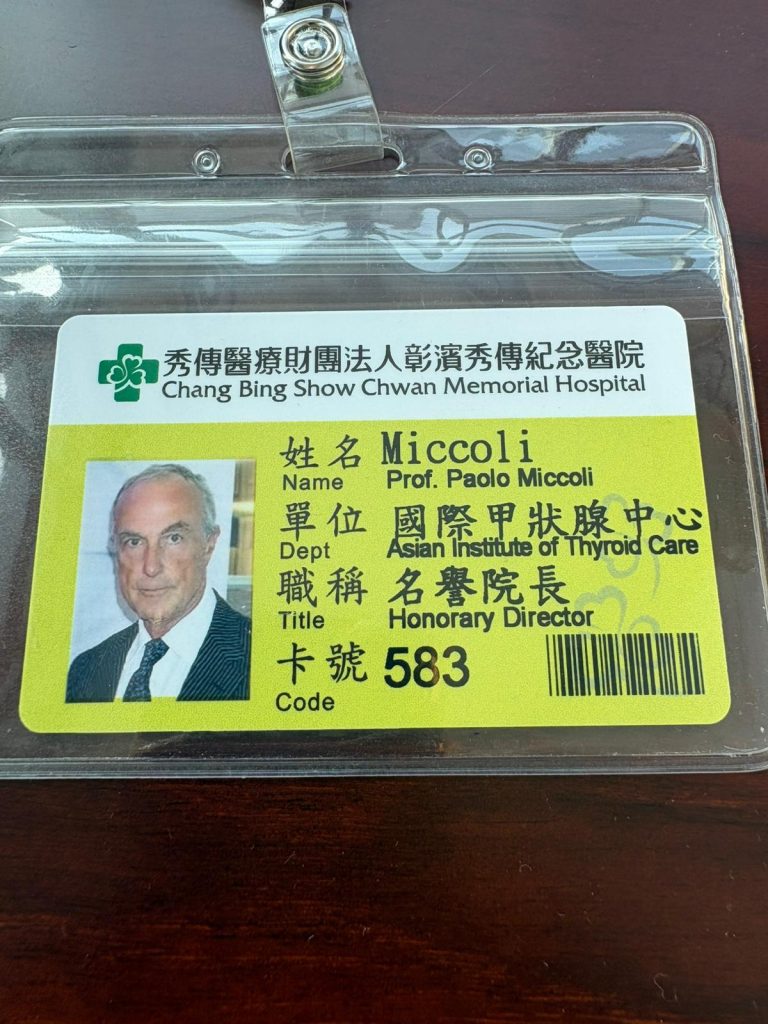 秀傳醫療財團法人彰濱秀傳紀念醫院
Chang Bing Show Chwan Memorial Hospital
姓名 Miccoli
Name Prof. Paolo Miccoli
單位 國際甲狀腺中心
Dept Asian Institute of Thyroid Care
職稱 名譽院長
Title Honorary Director
卡號 583
Code